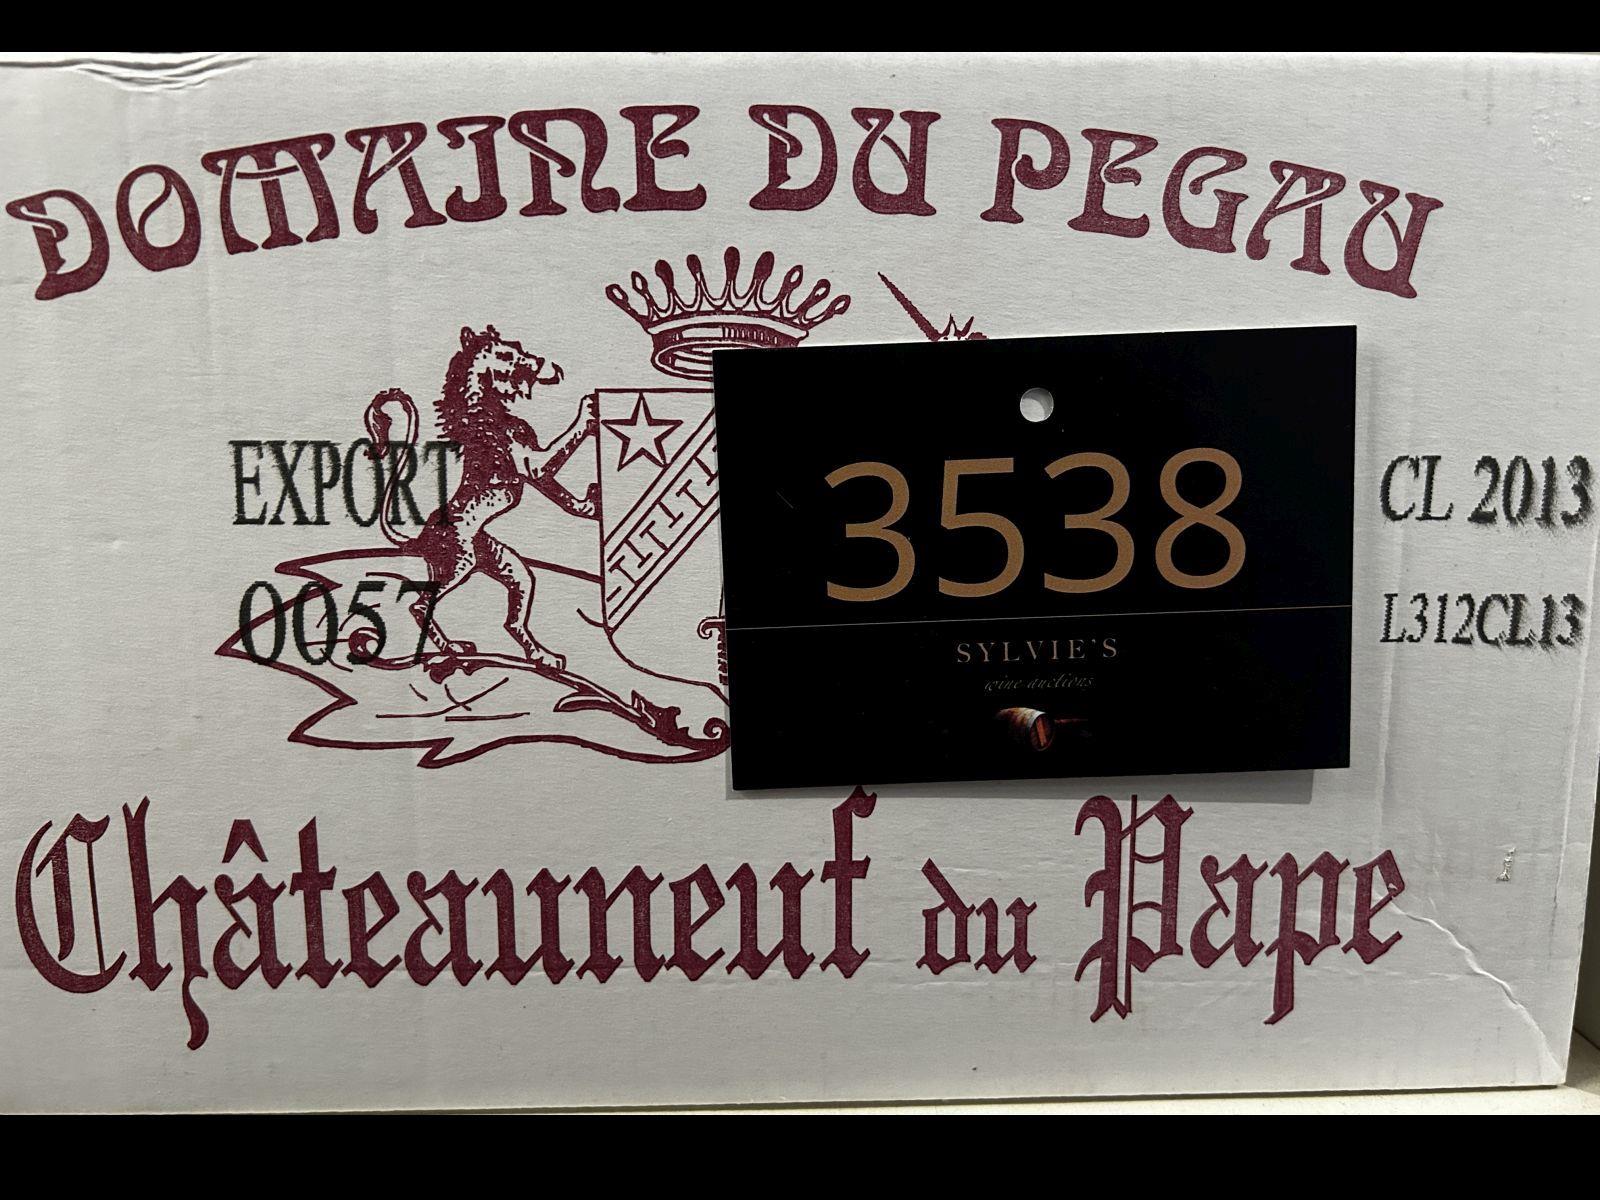 DOMAINE DU PEGAU
EXPORT
0057
3538
SYLVIE'S
wine auctions
CL 2013
L312CL13
Châteauneuf du Pape